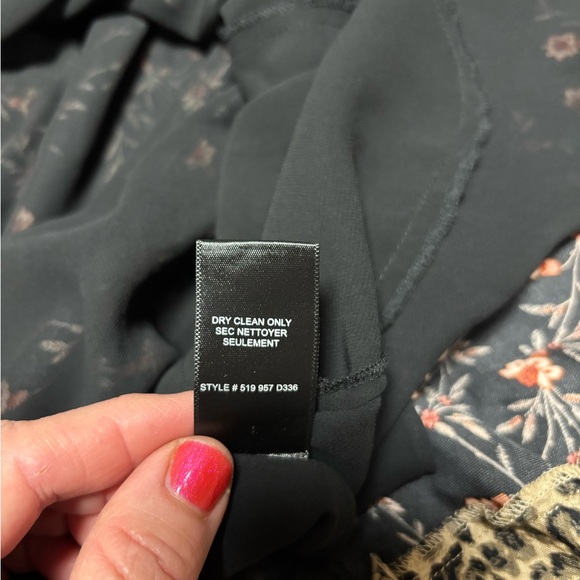 DRY CLEAN ONLY
SEC NETTOYER
SEULEMENT
STYLE # 519 957 D336